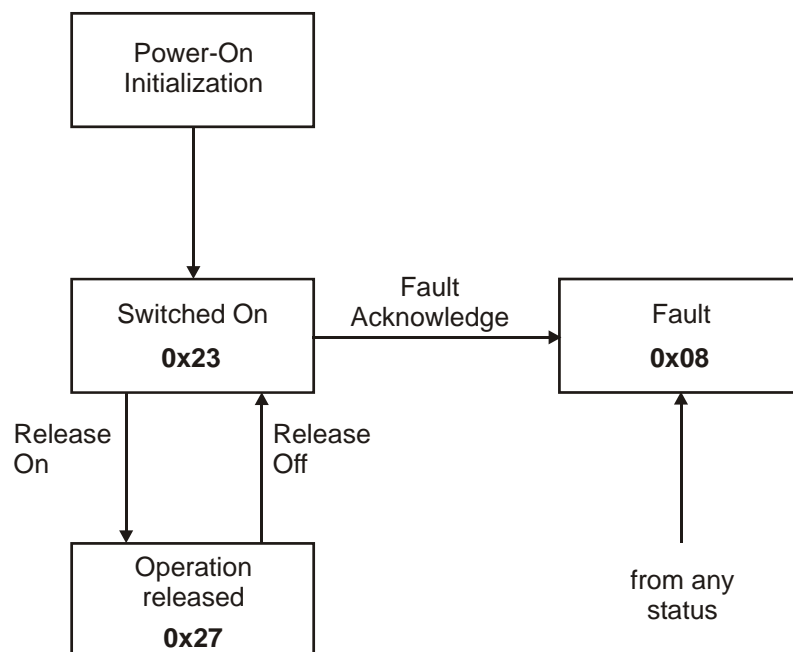 Power-On
Initialization
Switched On
0x23
Fault
Acknowledge
Fault
0x08
Release
On
Release
Off
Operation
released
0x27
from any
status